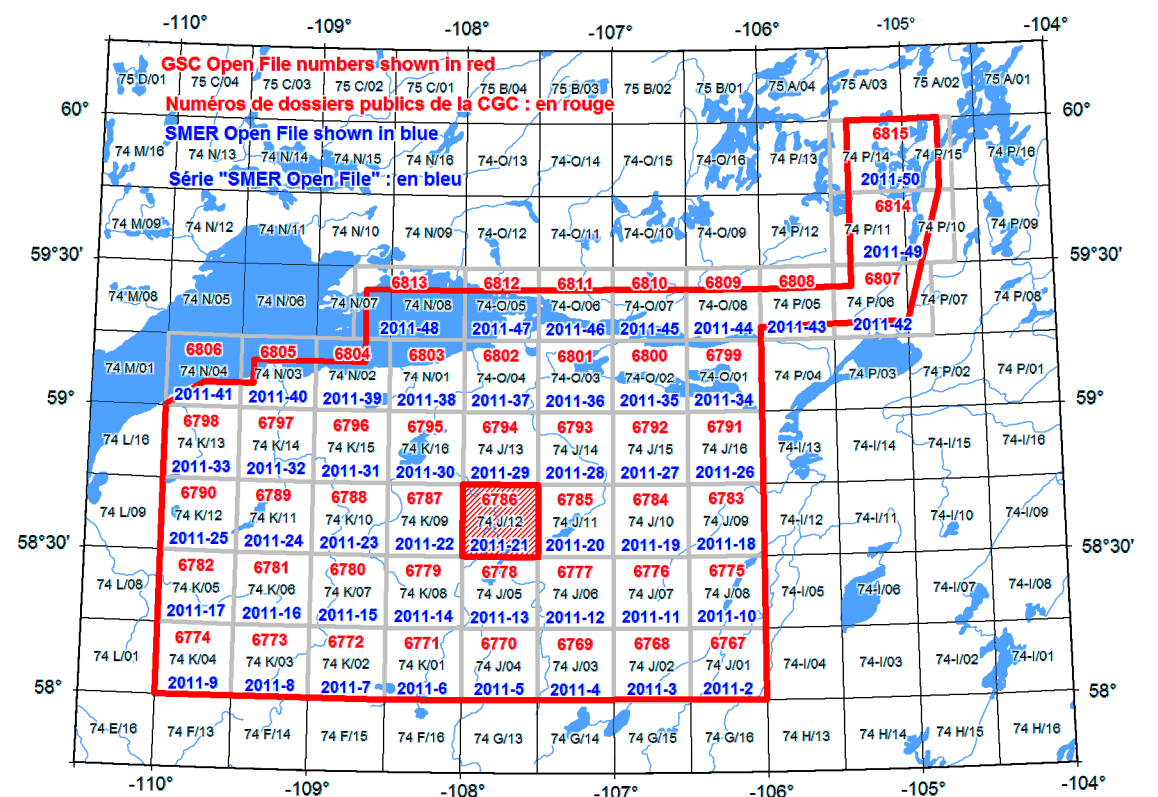 -110° -109° -108° -107° -106° -105° -104°
GSC Open File numbers shown in red
75 D/01 75 C/04 75 C/03 75 C/02 75 C/01 75 B/04 75 B/03 75 B/02 75 B/01 75 A/04 75 A/03 75 A/02 75 A/01
Numéros de dossiers publics de la CGC : en rouge
60° 60°
SMER Open File shown in blue
6815
74 M/16 74 N/13 74 N/14 74 N/15 74 N/16 74-O/13 74-O/14 74-O/15 74-O/16 74 P/13 74 P/14 74 P/15 74 P/16
Série "SMER Open File" : en bleu
2011-50
6814
74 M/09 74 N/12 74 N/11 74 N/10 74 N/09 74-O/12 74-O/11 74-O/10 74-O/09 74 P/12 74 P/11 74 P/10 74 P/09
2011-49
59°30' 59°30'
6813 6812 6811 6810 6809 6808 6807
74 M/08 74 N/05 74 N/06 74 N/07 74 N/08 74-O/05 74-O/06 74-O/07 74-O/08 74 P/05 74 P/06 74 P/07 74 P/08
2011-48 2011-47 2011-46 2011-45 2011-44 2011-43 2011-42
6806 6805 6804 6803 6802 6801 6800 6799
74 M/01 74 N/04 74 N/03 74 N/02 74 N/01 74-O/04 74-O/03 74-O/02 74-O/01 74 P/04 74 P/03 74 P/02 74 P/01
2011-41 2011-40 2011-39 2011-38 2011-37 2011-36 2011-35 2011-34
59° 59°
6798 6797 6796 6795 6794 6793 6792 6791
74 L/16 74 K/13 74 K/14 74 K/15 74 K/16 74 J/13 74 J/14 74 J/15 74 J/16 74-I/13 74-I/14 74-I/15 74-I/16
2011-33 2011-32 2011-31 2011-30 2011-29 2011-28 2011-27 2011-26
6790 6789 6788 6787 6786 6785 6784 6783
74 L/09 74 K/12 74 K/11 74 K/10 74 K/09 74 J/12 74 J/11 74 J/10 74 J/09 74-I/12 74-I/11 74-I/10 74-I/09
2011-25 2011-24 2011-23 2011-22 2011-21 2011-20 2011-19 2011-18
58°30' 58°30'
6782 6781 6780 6779 6778 6777 6776 6775
74 L/08 74 K/05 74 K/06 74 K/07 74 K/08 74 J/05 74 J/06 74 J/07 74 J/08 74-I/05 74-I/06 74-I/07 74-I/08
2011-17 2011-16 2011-15 2011-14 2011-13 2011-12 2011-11 2011-10
6774 6773 6772 6771 6770 6769 6768 6767
74 L/01 74 K/04 74 K/03 74 K/02 74 K/01 74 J/04 74 J/03 74 J/02 74 J/01 74-I/04 74-I/03 74-I/02 74-I/01
2011-9 2011-8 2011-7 2011-6 2011-5 2011-4 2011-3 2011-2
58° 58°
74 E/16 74 F/13 74 F/14 74 F/15 74 F/16 74 G/13 74 G/14 74 G/15 74 G/16 74 H/13 74 H/14 74 H/15 74 H/16
-110° -109° -108° -107° -106° -105° -104°